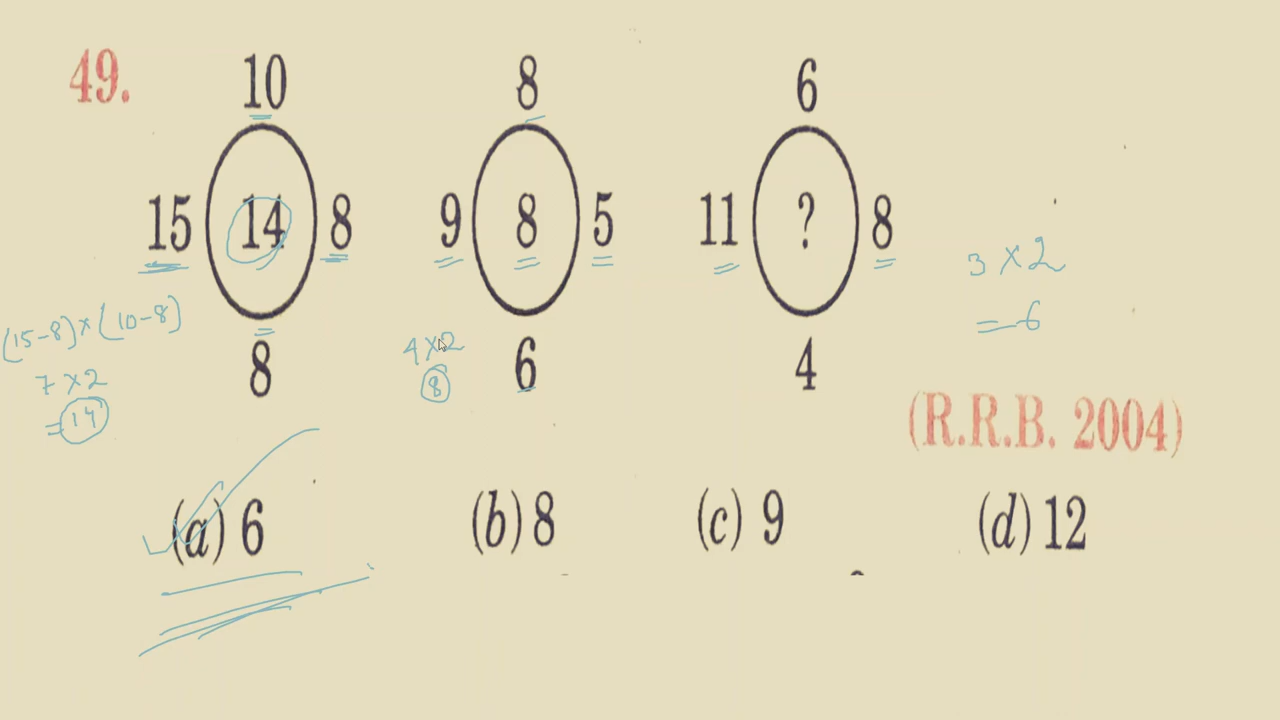 49.
10 8 6
15 14 8 9 8 5 11 ? 8
8 6 4
(15-8)×(10-8)
7×2
=14
4×2
8
3×2
=6
(R.R.B. 2004)
(a) 6 (b) 8 (c) 9 (d) 12